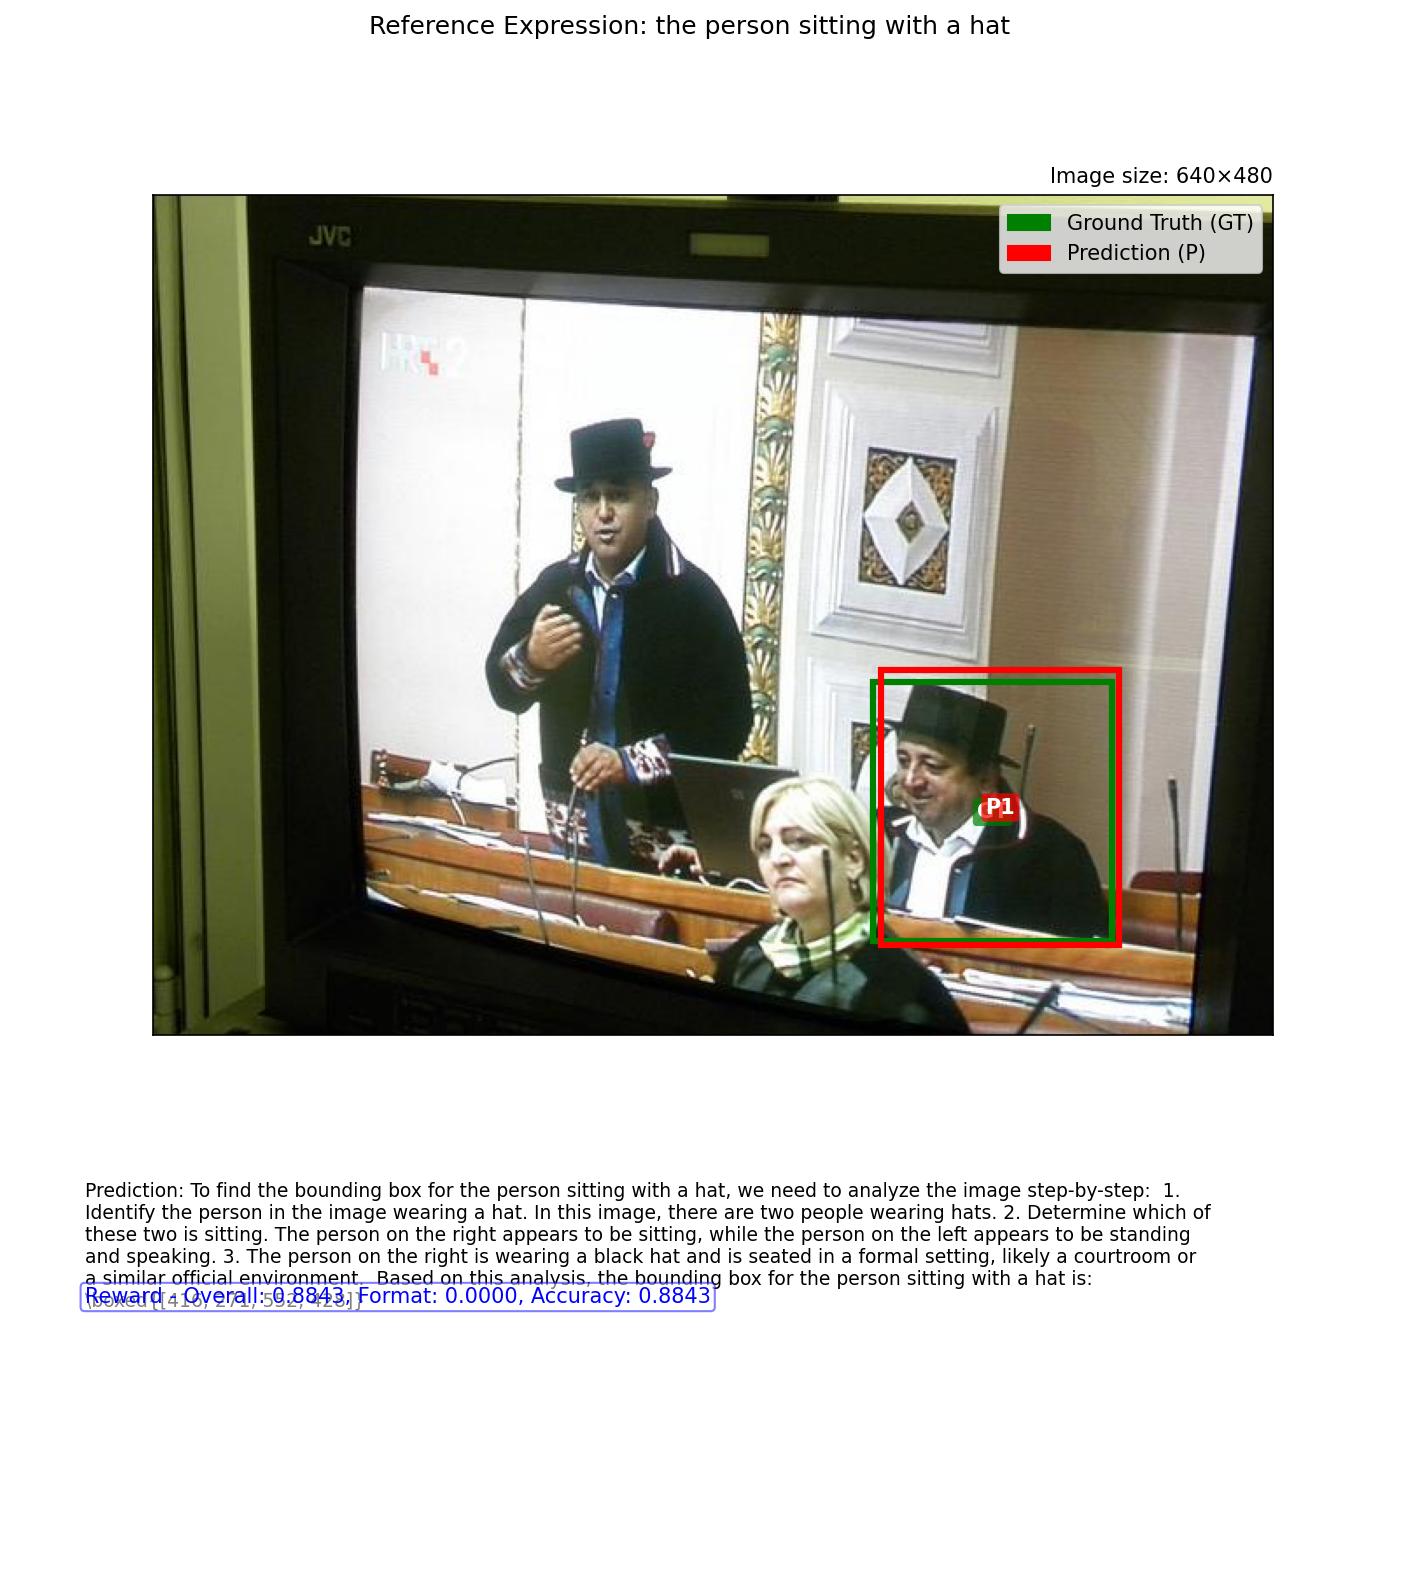 Reference Expression: the person sitting with a hat
Image size: 640×480
Ground Truth (GT)
Prediction (P)
JVC
HRT 2
P1
Prediction: To find the bounding box for the person sitting with a hat, we need to analyze the image step-by-step:  1.
Identify the person in the image wearing a hat. In this image, there are two people wearing hats. 2. Determine which of
these two is sitting. The person on the right appears to be sitting, while the person on the left appears to be standing
and speaking. 3. The person on the right is wearing a black hat and is seated in a formal setting, likely a courtroom or
a similar official environment.  Based on this analysis, the bounding box for the person sitting with a hat is:
Reward - Overall: 0.8843, Format: 0.0000, Accuracy: 0.8843